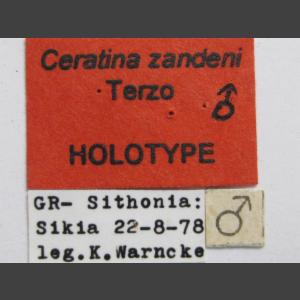 Ceratina zandeni
Terzo ♂
HOLOTYPE
GR- Sithonia:
Sikia 22-8-78 ♂
leg.K.Warncke